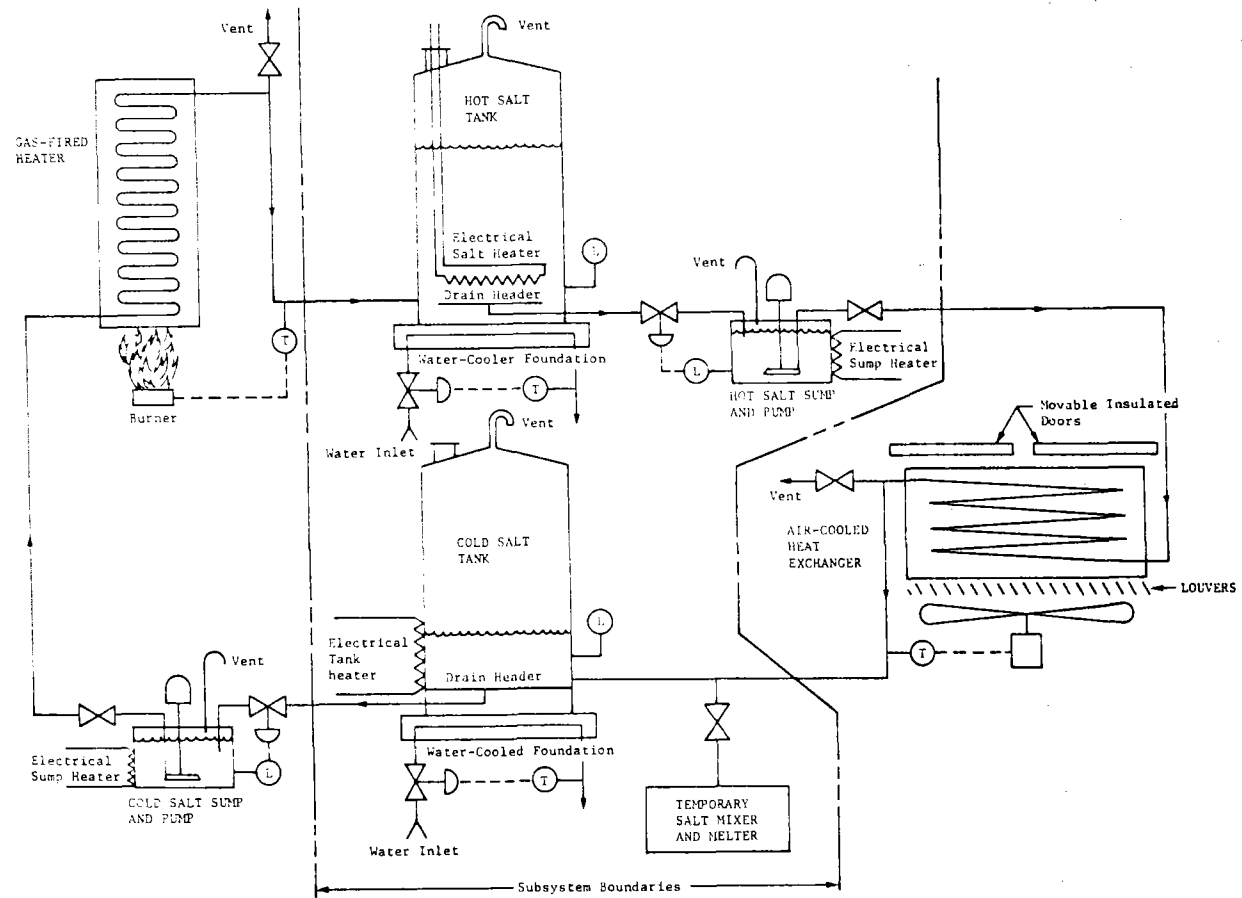 Vent
Vent
HOT SALT
TANK
GAS-FIRED
HEATER
Electrical
Salt Heater
L
Vent
Drain Header
T
Water-Cooler Foundation
L
Electrical
Sump Heater
Burner
T
HOT SALT SUMP
AND PUMP
Movable Insulated
Doors
Vent
Water Inlet
Vent
COLD SALT
TANK
AIR-COOLED
HEAT
EXCHANGER
LOUVERS
L
Electrical
Tank
heater
T
Vent
Drain Header
Water-Cooled Foundation
Electrical
Sump Heater
L
T
COLD SALT SUMP
AND PUMP
TEMPORARY
SALT MIXER
AND MELTER
Water Inlet
Subsystem Boundaries